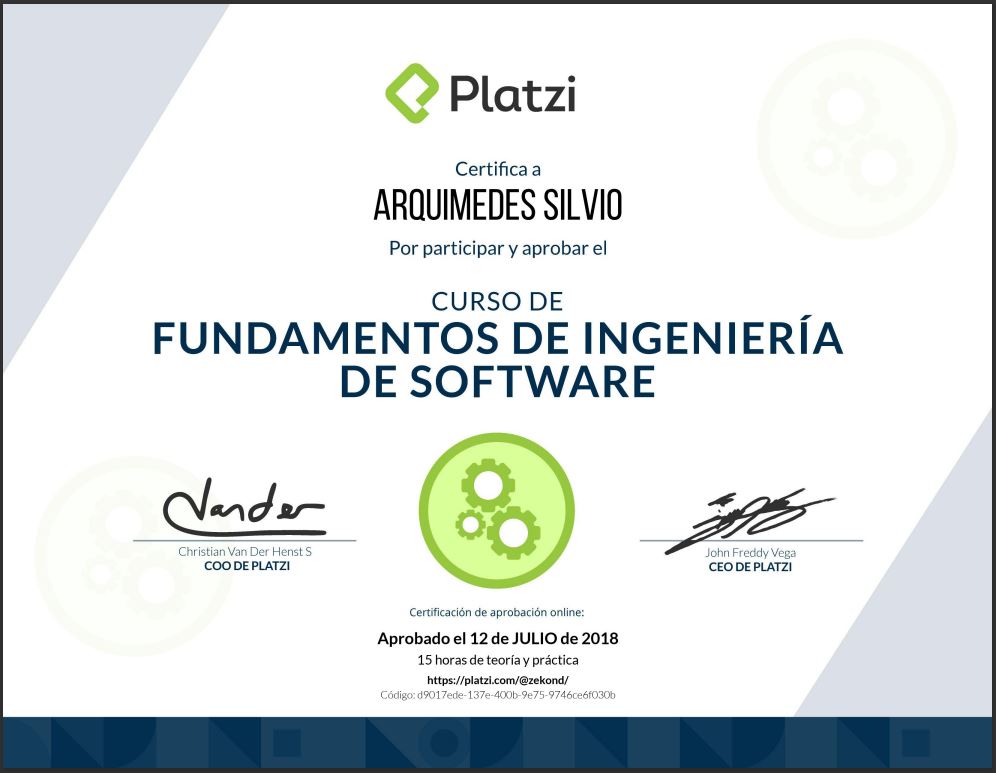 Platzi
Certifica a
ARQUIMEDES SILVIO
Por participar y aprobar el
CURSO DE
FUNDAMENTOS DE INGENIERÍA
DE SOFTWARE
Vander
Christian Van Der Henst S
COO DE PLATZI
John Freddy Vega
CEO DE PLATZI
Certificación de aprobación online:
Aprobado el 12 de JULIO de 2018
15 horas de teoría y práctica
https://platzi.com/@zekond/
Código: d9017ede-137e-400b-9e75-9746ce6f030b